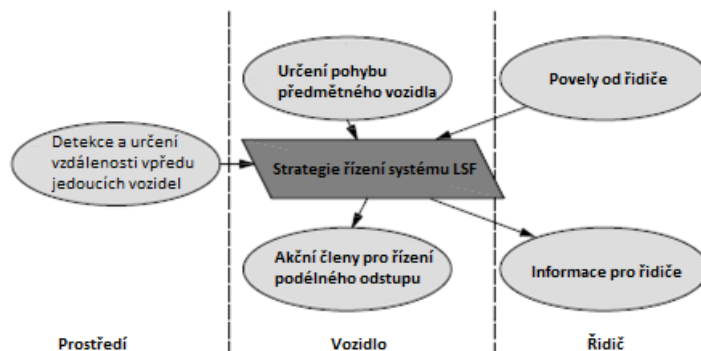 Určení pohybu
předmětného vozidla
Povely od řidiče
Detekce a určení
vzdálenosti vpředu
jedoucích vozidel
Strategie řízení systému LSF
Akční členy pro řízení
podélného odstupu
Informace pro řidiče
Prostředí
Vozidlo
Řidič